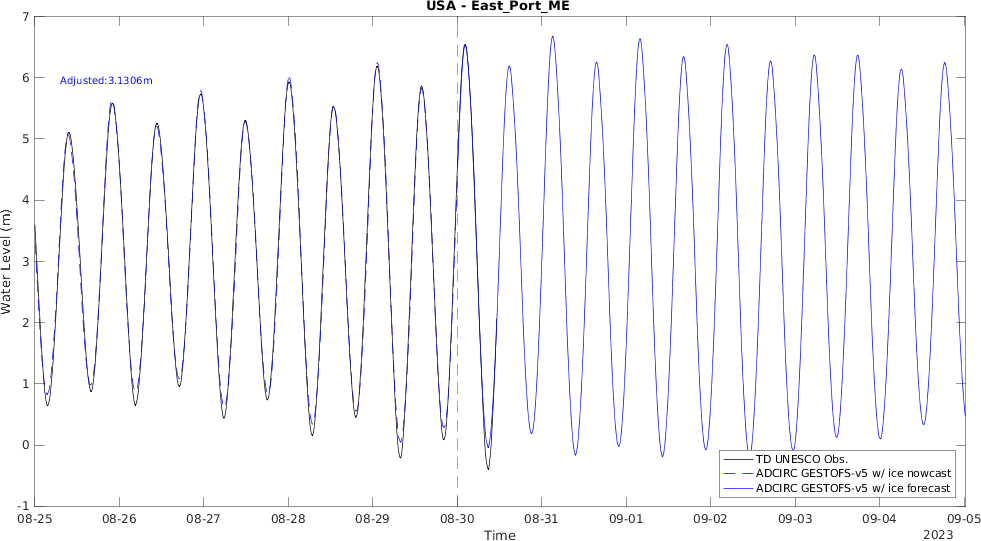 USA - East_Port_ME
7
6
5
4
3
2
1
0
-1
Water Level (m)
Adjusted:3.1306m
TD UNESCO Obs.
ADCIRC GESTOFS-v5 w/ ice nowcast
ADCIRC GESTOFS-v5 w/ ice forecast
08-25 08-26 08-27 08-28 08-29 08-30 08-31 09-01 09-02 09-03 09-04 09-05
Time
2023